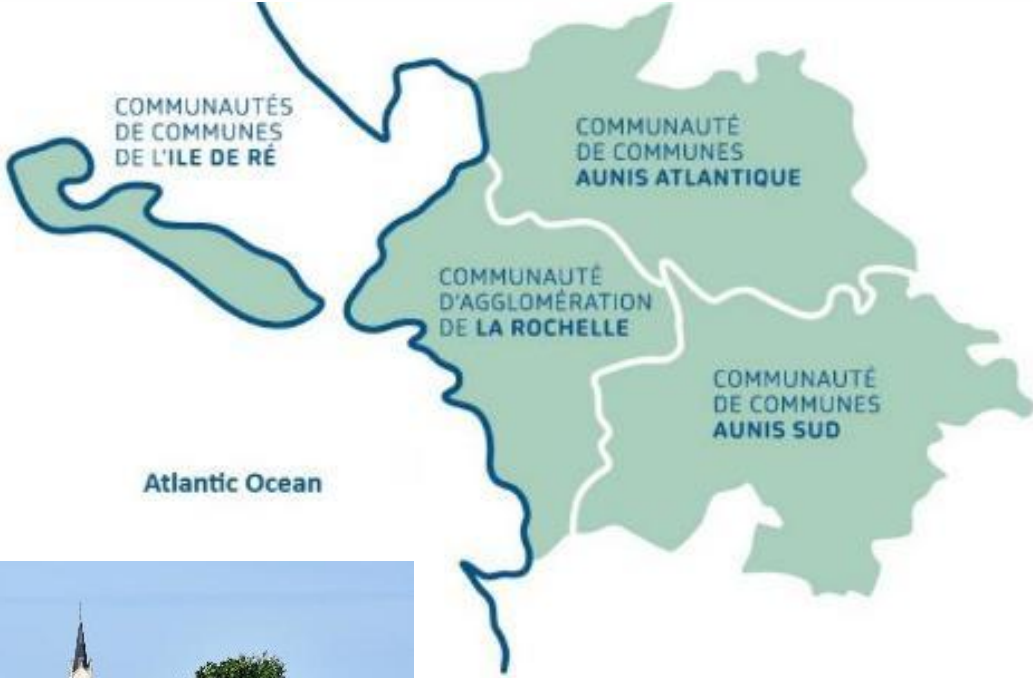 COMMUNAUTÉS
DE COMMUNES
DE L'ILE DE RÉ
COMMUNAUTÉ
DE COMMUNES
AUNIS ATLANTIQUE
COMMUNAUTÉ
D'AGGLOMÉRATION
DE LA ROCHELLE
COMMUNAUTÉ
DE COMMUNES
AUNIS SUD
Atlantic Ocean